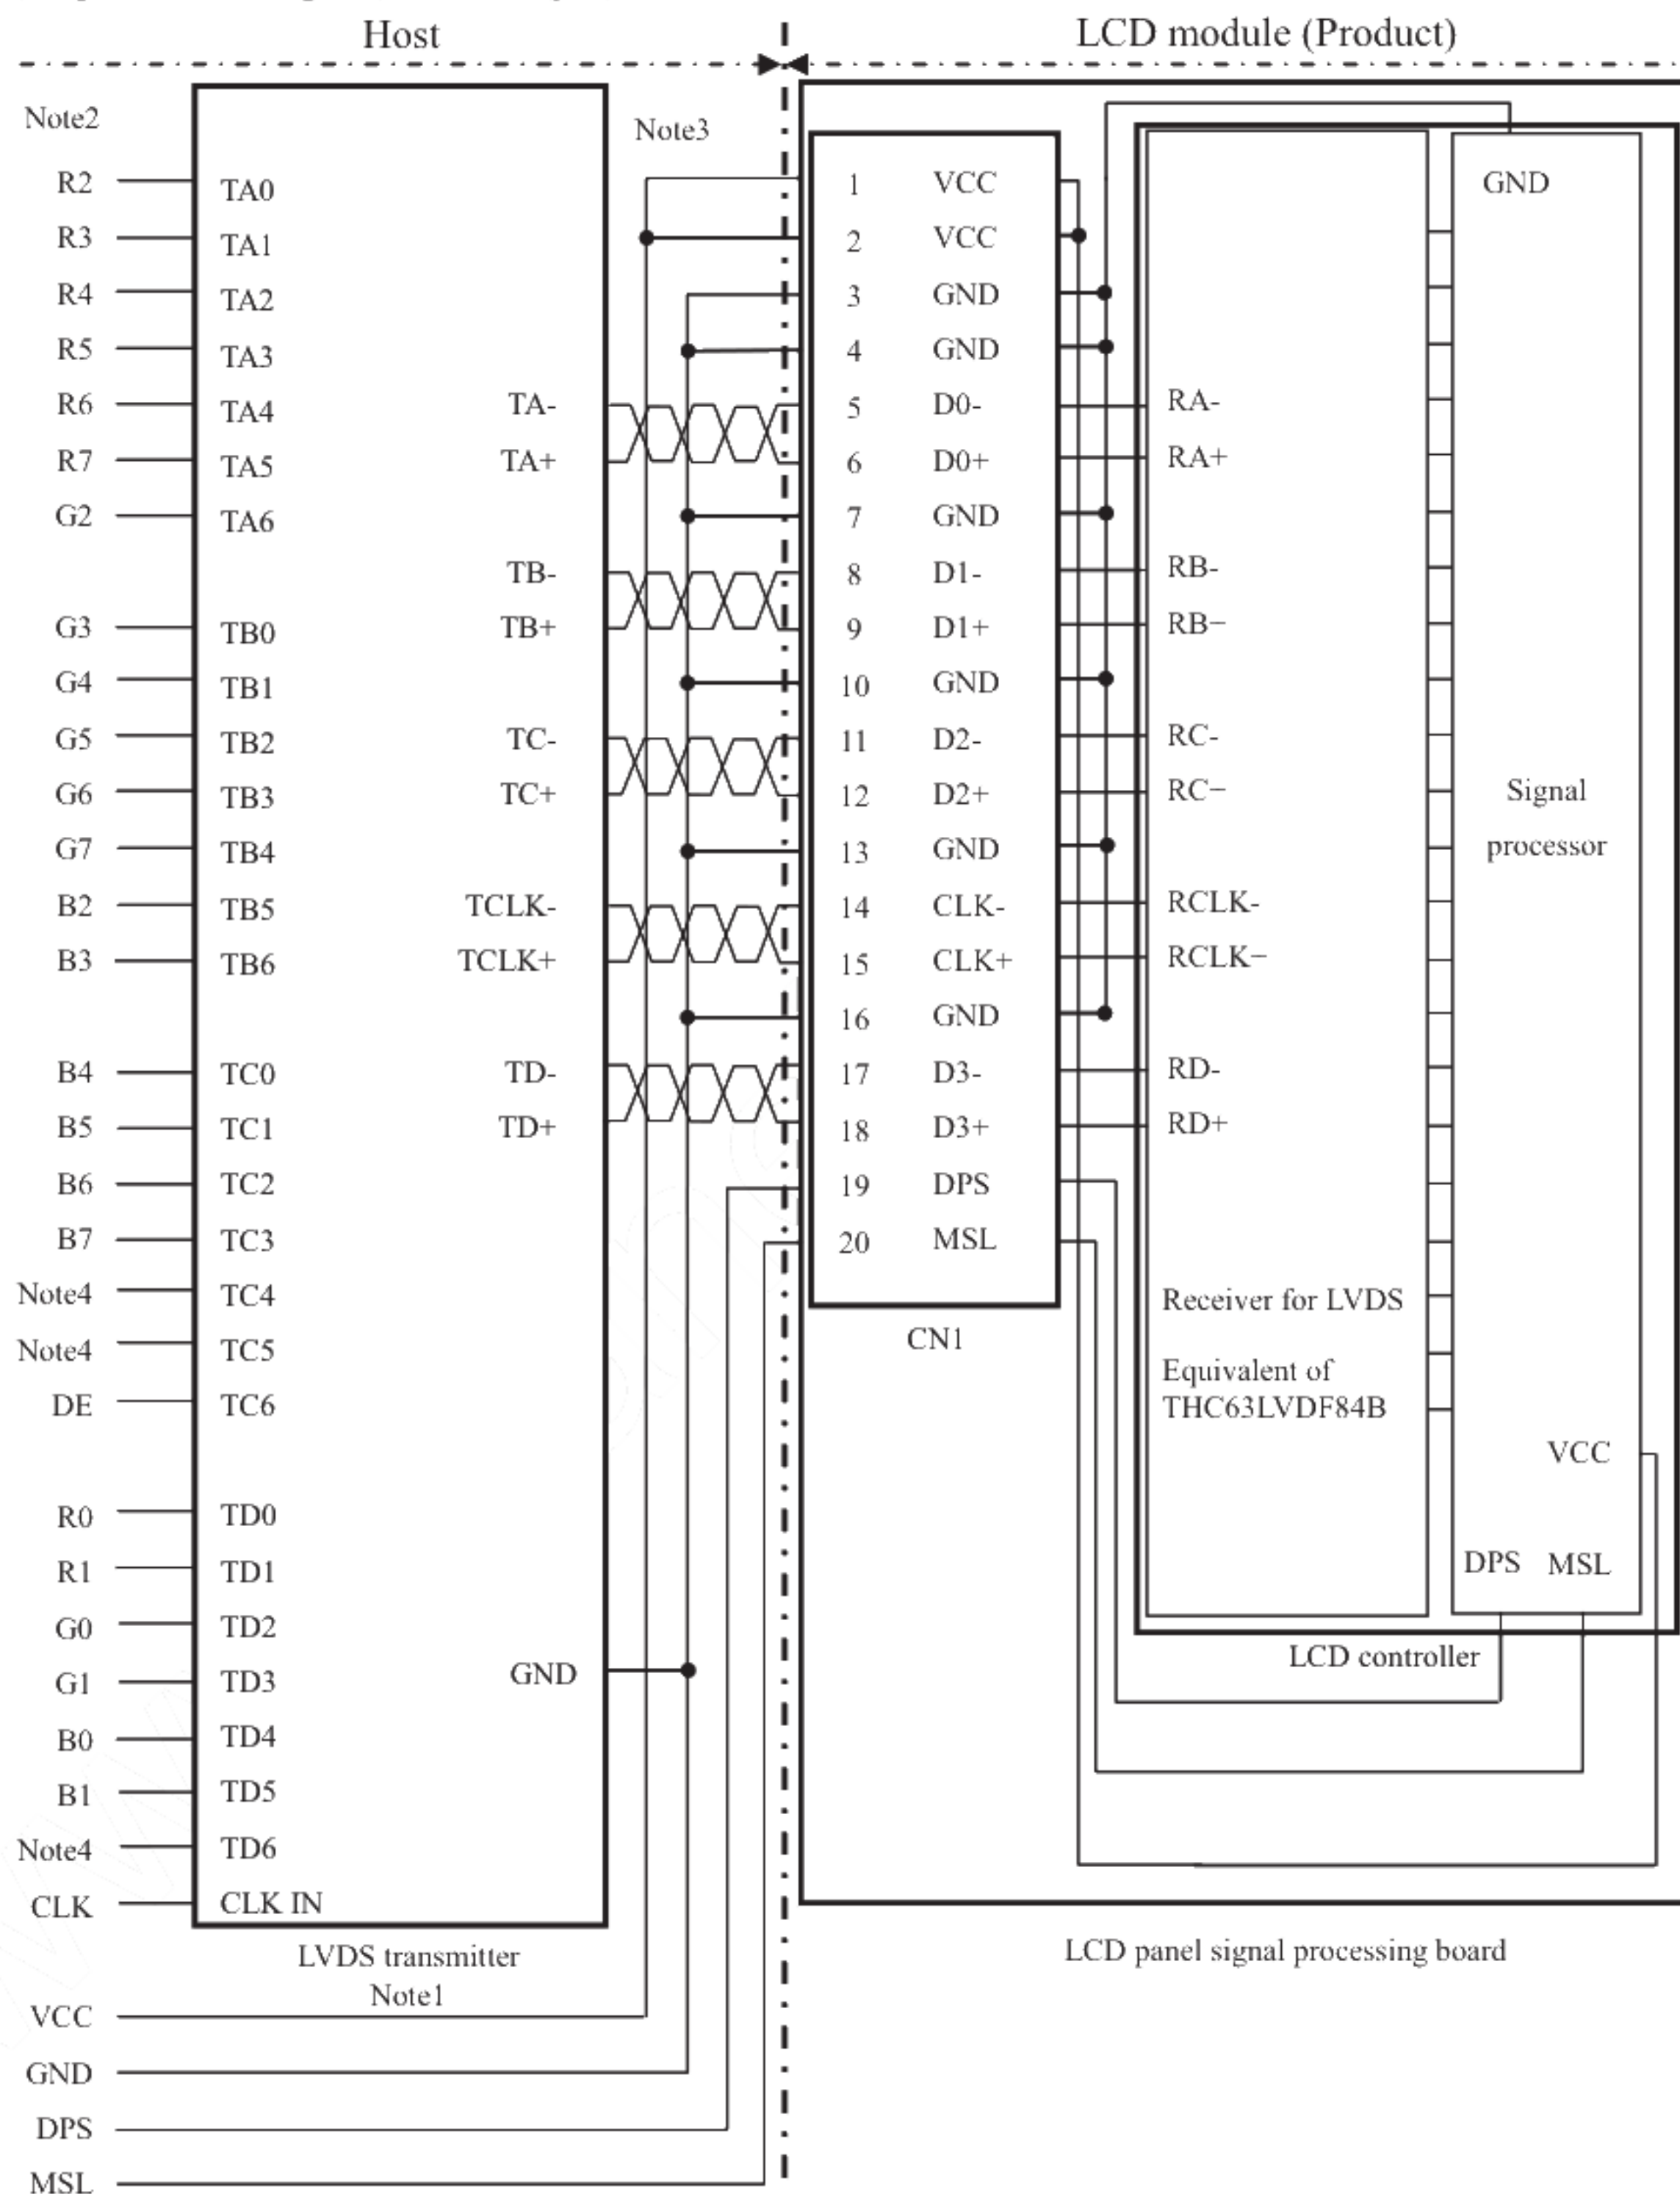 Host
LCD module (Product)
Note2
Note3
R2 TA0
R3 TA1
R4 TA2
R5 TA3
R6 TA4
R7 TA5
G2 TA6
G3 TB0
G4 TB1
G5 TB2
G6 TB3
G7 TB4
B2 TB5
B3 TB6
B4 TC0
B5 TC1
B6 TC2
B7 TC3
Note4 TC4
Note4 TC5
DE TC6
R0 TD0
R1 TD1
G0 TD2
G1 TD3
B0 TD4
B1 TD5
Note4 TD6
CLK CLK IN
TA-
TA+
TB-
TB+
TC-
TC+
TCLK-
TCLK+
TD-
TD+
GND
LVDS transmitter
Note1
VCC
GND
DPS
MSL
1 VCC
2 VCC
3 GND
4 GND
5 D0-
6 D0+
7 GND
8 D1-
9 D1+
10 GND
11 D2-
12 D2+
13 GND
14 CLK-
15 CLK+
16 GND
17 D3-
18 D3+
19 DPS
20 MSL
CN1
RA-
RA+
RB-
RB−
RC-
RC−
RCLK-
RCLK−
RD-
RD+
Receiver for LVDS
Equivalent of
THC63LVDF84B
GND
Signal
processor
VCC
DPS MSL
LCD controller
LCD panel signal processing board